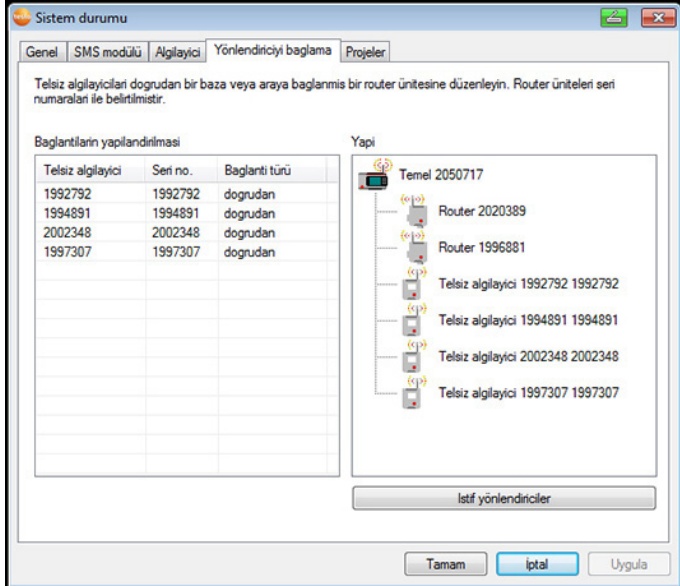 testo
Sistem durumu
Genel SMS modülü Algilayici Yönlendiriciyi baglama Projeler
Telsiz algilayicilari dogrudan bir baza veya araya baglanmis bir router ünitesine düzenleyin. Router üniteleri seri
numaralari ile belirtilmistir.
Baglantilarin yapilandirilmasi
Telsiz algilayici Seri no. Baglanti türü
1992792 1992792 dogrudan
1994891 1994891 dogrudan
2002348 2002348 dogrudan
1997307 1997307 dogrudan
Yapi
Temel 2050717
Router 2020389
Router 1996881
Telsiz algilayici 1992792 1992792
Telsiz algilayici 1994891 1994891
Telsiz algilayici 2002348 2002348
Telsiz algilayici 1997307 1997307
Istif yönlendiriciler
Tamam İptal Uygula